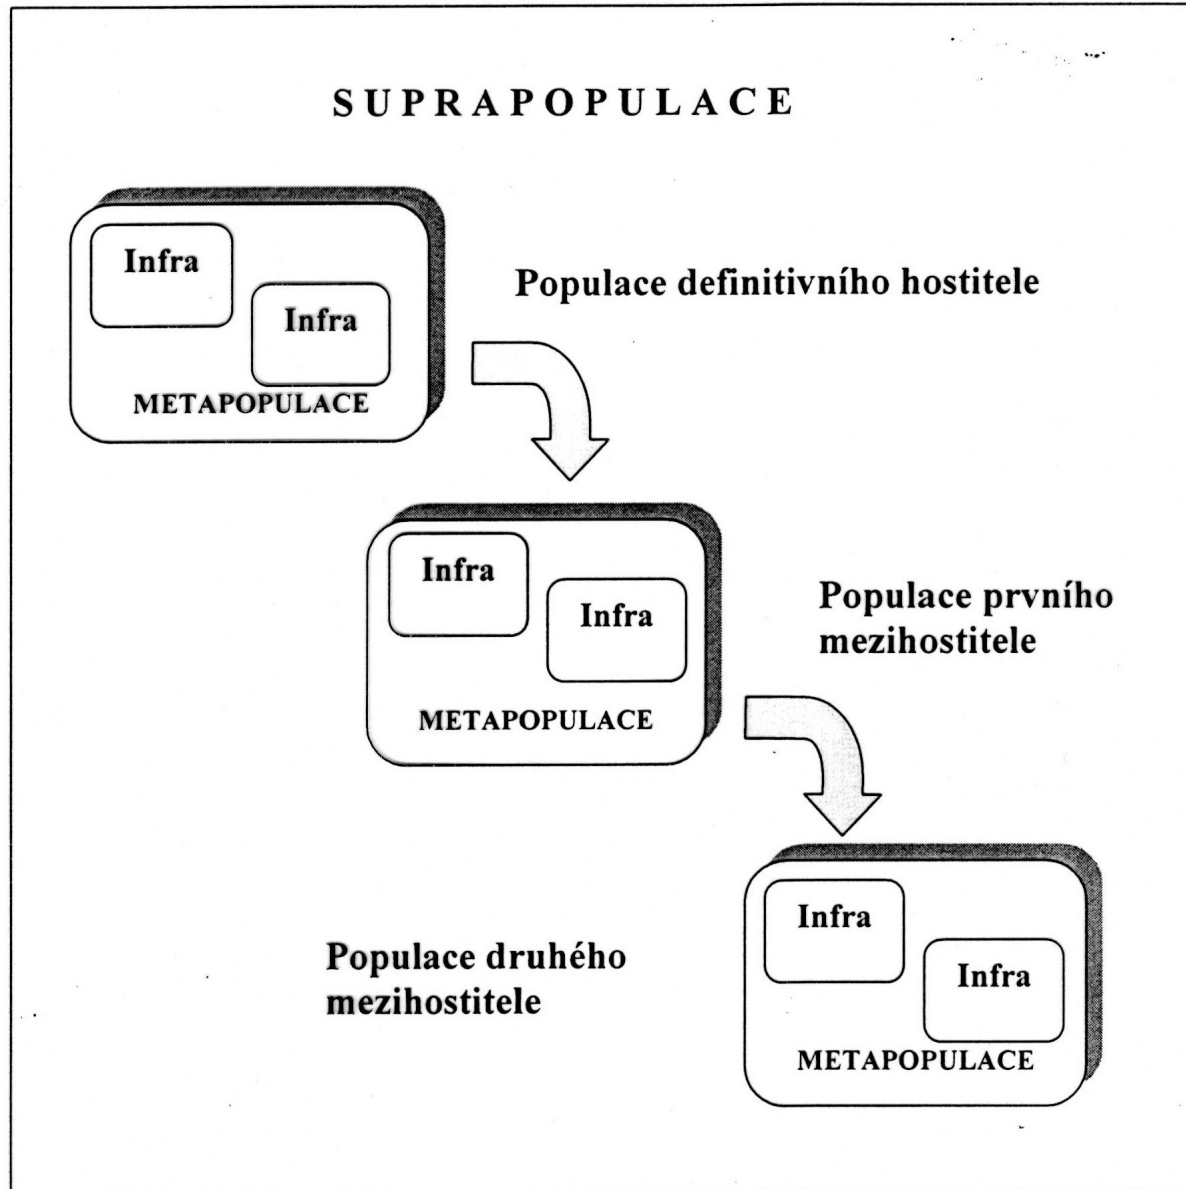 SUPRAPOPULACE
Infra
Infra
METAPOPULACE
Populace definitivního hostitele
Infra
Infra
METAPOPULACE
Populace prvního
mezihostitele
Infra
Infra
METAPOPULACE
Populace druhého
mezihostitele